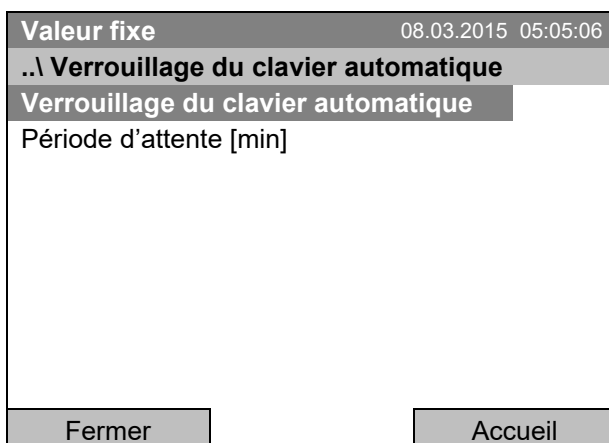 Valeur fixe 08.03.2015 05:05:06
..\ Verrouillage du clavier automatique
Verrouillage du clavier automatique
Période d'attente [min]
Fermer Accueil